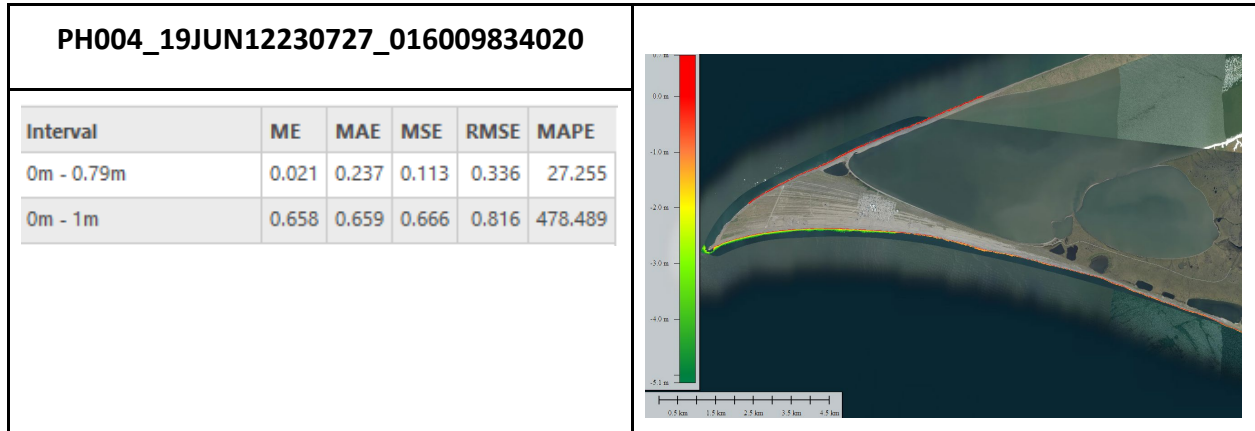 PH004_19JUN12230727_016009834020
Interval ME MAE MSE RMSE MAPE
0m - 0.79m 0.021 0.237 0.113 0.336 27.255
0m - 1m 0.658 0.659 0.666 0.816 478.489
0.0 m
-1.0 m
-2.0 m
-3.0 m
-4.0 m
-5.1 m
0.5 km 1.5 km 2.5 km 3.5 km 4.5 km